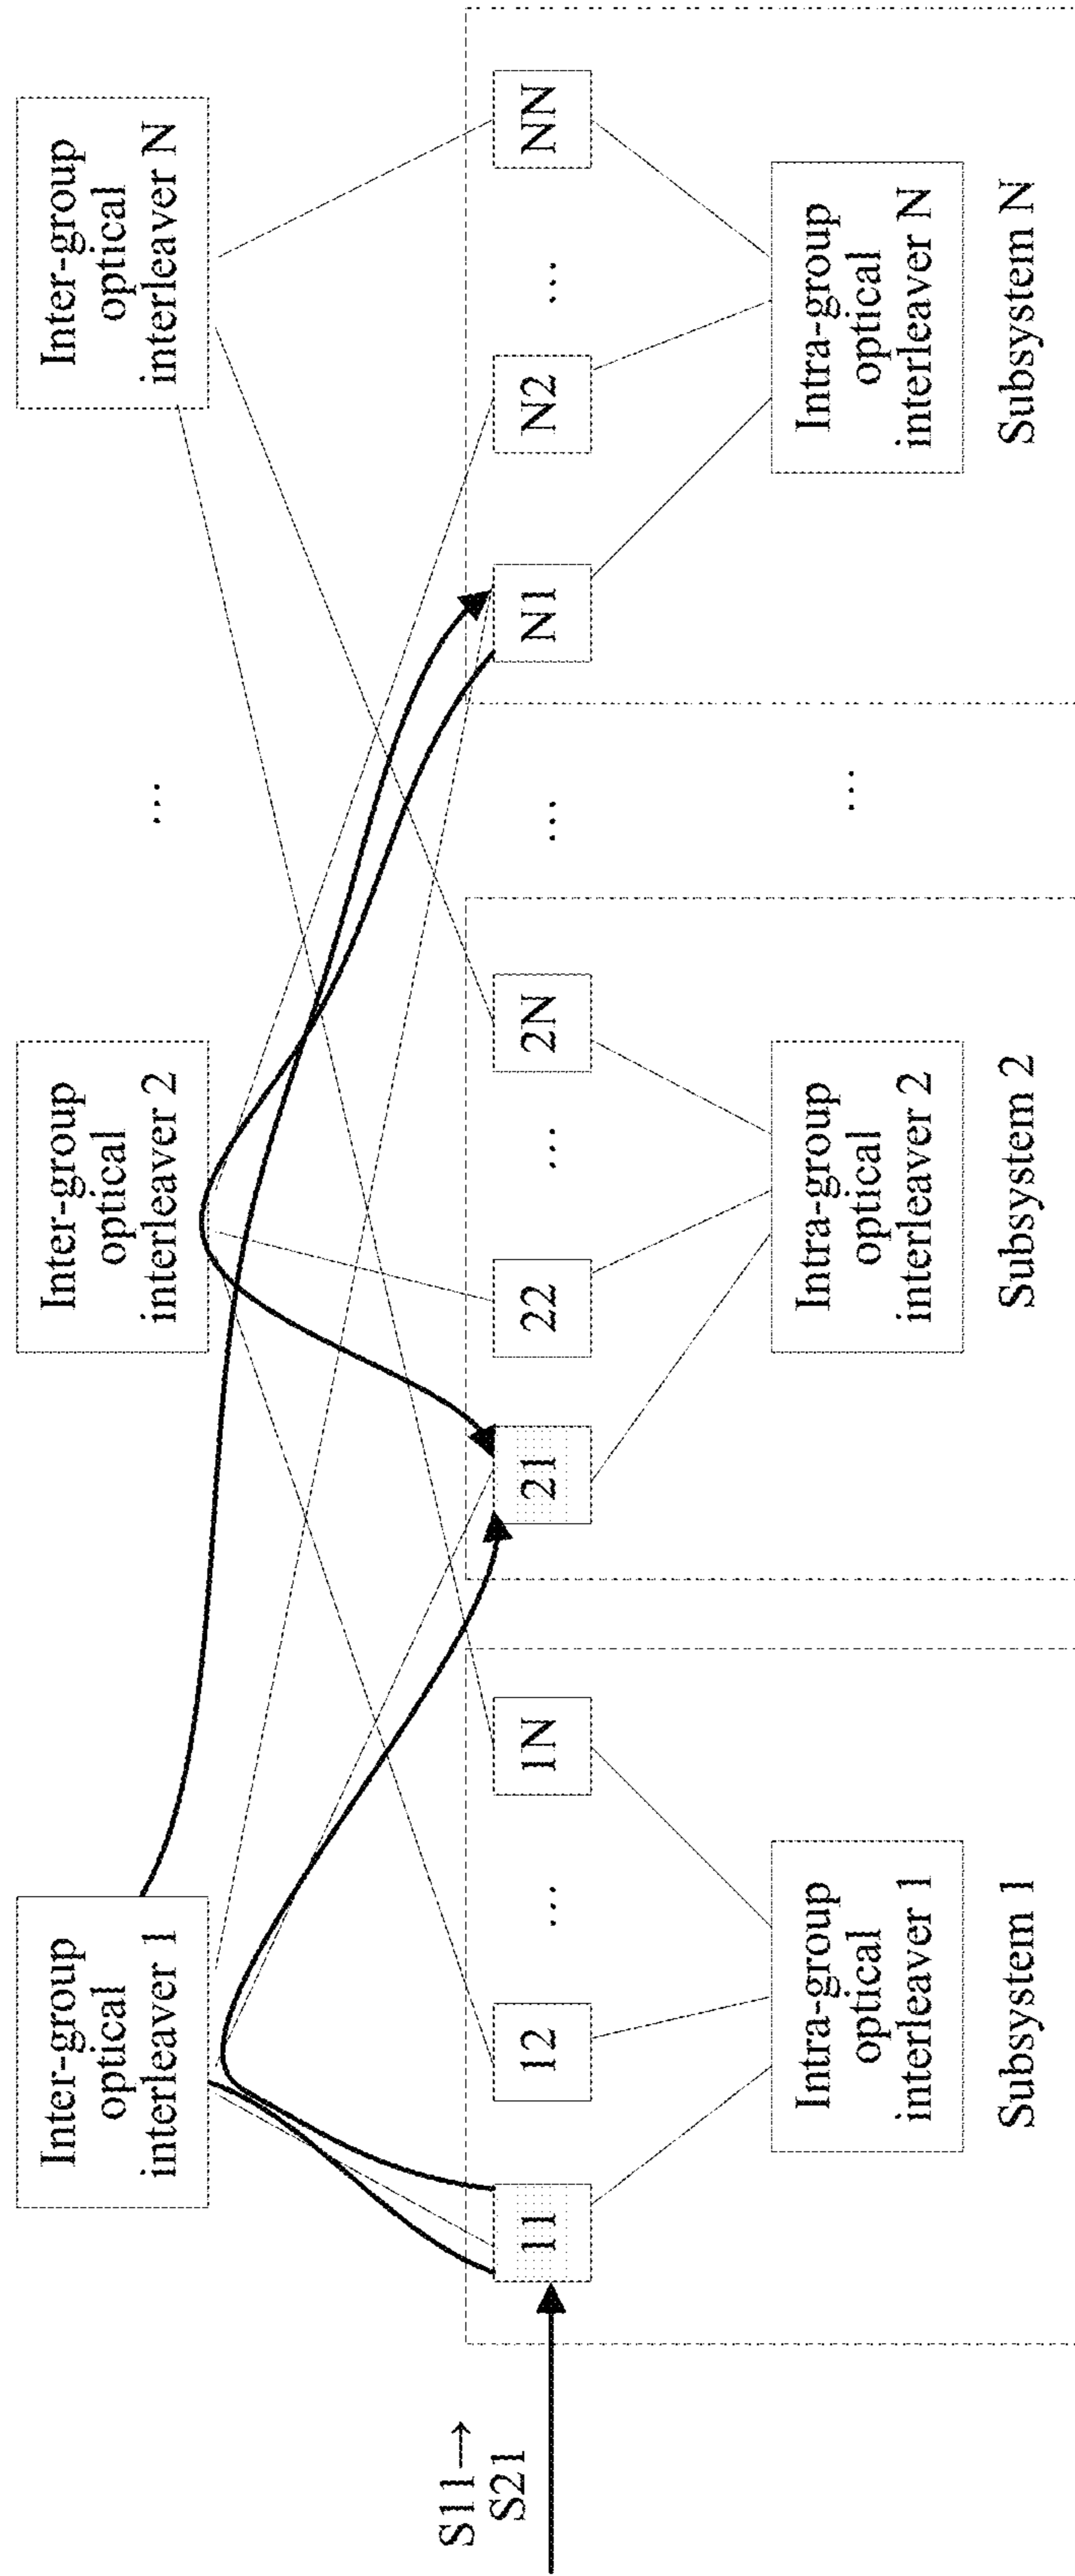 Inter-group
optical
interleaver 1
Inter-group
optical
interleaver 2
...
Inter-group
optical
interleaver N
S11→
S21
11
12
...
1N
21
22
...
2N
...
N1
N2
...
NN
Intra-group
optical
interleaver 1
Intra-group
optical
interleaver 2
...
Intra-group
optical
interleaver N
Subsystem 1
Subsystem 2
Subsystem N